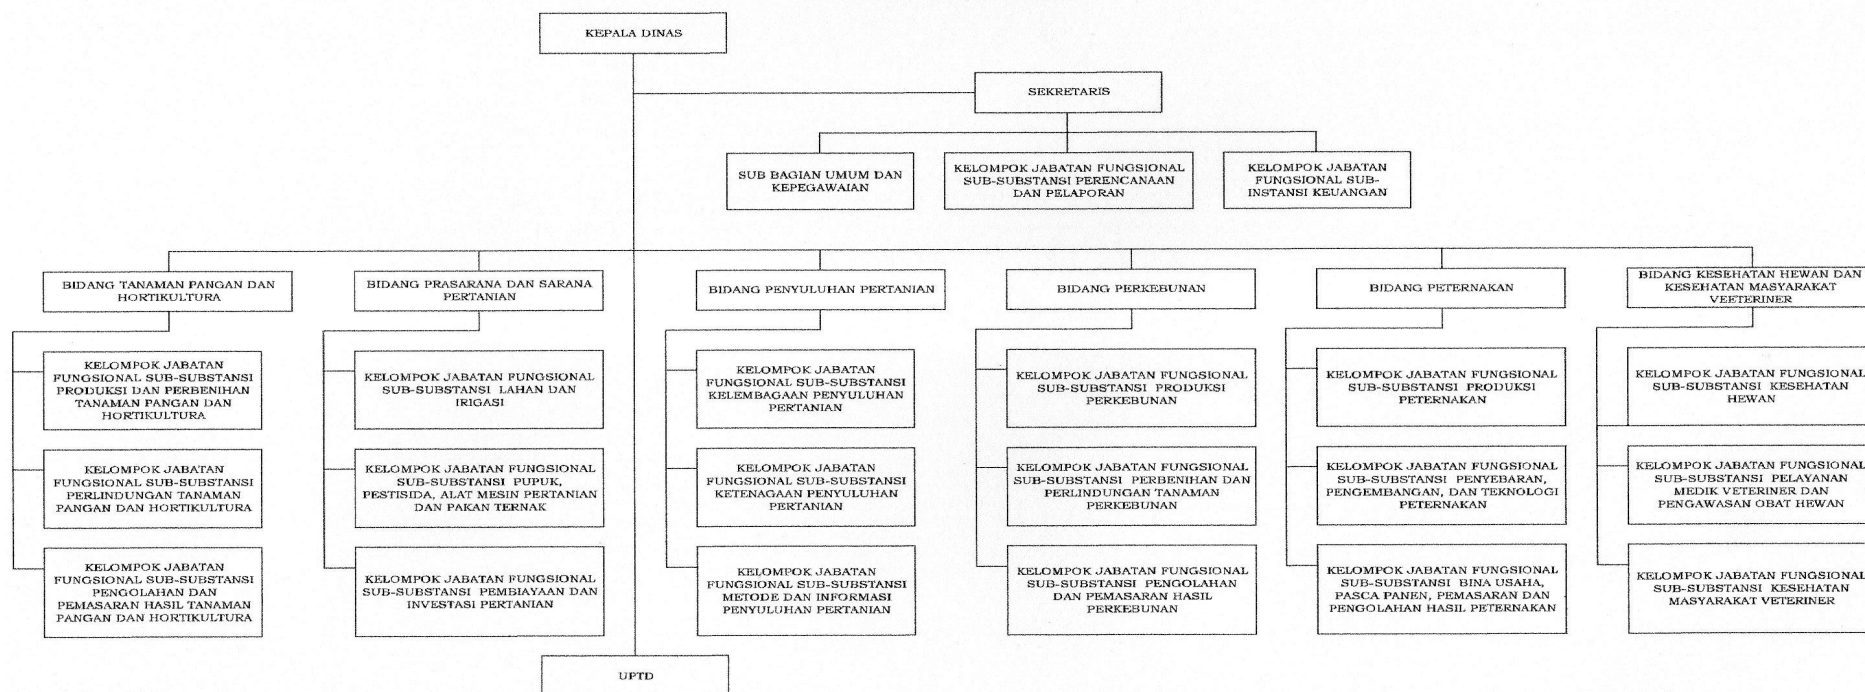 KEPALA DINAS
SEKRETARIS
SUB BAGIAN UMUM DAN
KEPEGAWAIAN
KELOMPOK JABATAN FUNGSIONAL
SUB-SUBSTANSI PERENCANAAN
DAN PELAPORAN
KELOMPOK JABATAN
FUNGSIONAL SUB-
INSTANSI KEUANGAN
BIDANG TANAMAN PANGAN DAN
HORTIKULTURA
BIDANG PRASARANA DAN SARANA
PERTANIAN
BIDANG PENYULUHAN PERTANIAN
BIDANG PERKEBUNAN
BIDANG PETERNAKAN
BIDANG KESEHATAN HEWAN DAN
KESEHATAN MASYARAKAT
VEETERINER
KELOMPOK JABATAN
FUNGSIONAL SUB-SUBSTANSI
PRODUKSI DAN PERBENIHAN
TANAMAN PANGAN DAN
HORTIKULTURA
KELOMPOK JABATAN FUNGSIONAL
SUB-SUBSTANSI LAHAN DAN
IRIGASI
KELOMPOK JABATAN
FUNGSIONAL SUB-SUBSTANSI
KELEMBAGAAN PENYULUHAN
PERTANIAN
KELOMPOK JABATAN FUNGSIONAL
SUB-SUBSTANSI PRODUKSI
PERKEBUNAN
KELOMPOK JABATAN FUNGSIONAL
SUB-SUBSTANSI PRODUKSI
PETERNAKAN
KELOMPOK JABATAN FUNGSIONAL
SUB-SUBSTANSI KESEHATAN
HEWAN
KELOMPOK JABATAN
FUNGSIONAL SUB-SUBSTANSI
PERLINDUNGAN TANAMAN
PANGAN DAN HORTIKULTURA
KELOMPOK JABATAN FUNGSIONAL
SUB-SUBSTANSI PUPUK,
PESTISIDA, ALAT MESIN PERTANIAN
DAN PAKAN TERNAK
KELOMPOK JABATAN
FUNGSIONAL SUB-SUBSTANSI
KETENAGAAN PENYULUHAN
PERTANIAN
KELOMPOK JABATAN FUNGSIONAL
SUB-SUBSTANSI PERBENIHAN DAN
PERLINDUNGAN TANAMAN
PERKEBUNAN
KELOMPOK JABATAN FUNGSIONAL
SUB-SUBSTANSI PENYEBARAN,
PENGEMBANGAN, DAN TEKNOLOGI
PETERNAKAN
KELOMPOK JABATAN FUNGSIONAL
SUB-SUBSTANSI PELAYANAN
MEDIK VETERINER DAN
PENGAWASAN OBAT HEWAN
KELOMPOK JABATAN
FUNGSIONAL SUB-SUBSTANSI
PENGOLAHAN DAN
PEMASARAN HASIL TANAMAN
PANGAN DAN HORTIKULTURA
KELOMPOK JABATAN FUNGSIONAL
SUB-SUBSTANSI PEMBIAYAAN DAN
INVESTASI PERTANIAN
KELOMPOK JABATAN
FUNGSIONAL SUB-SUBSTANSI
METODE DAN INFORMASI
PENYULUHAN PERTANIAN
KELOMPOK JABATAN FUNGSIONAL
SUB-SUBSTANSI PENGOLAHAN
DAN PEMASARAN HASIL
PERKEBUNAN
KELOMPOK JABATAN FUNGSIONAL
SUB-SUBSTANSI BINA USAHA,
PASCA PANEN, PEMASARAN DAN
PENGOLAHAN HASIL PETERNAKAN
KELOMPOK JABATAN FUNGSIONAL
SUB-SUBSTANSI KESEHATAN
MASYARAKAT VETERINER
UPTD